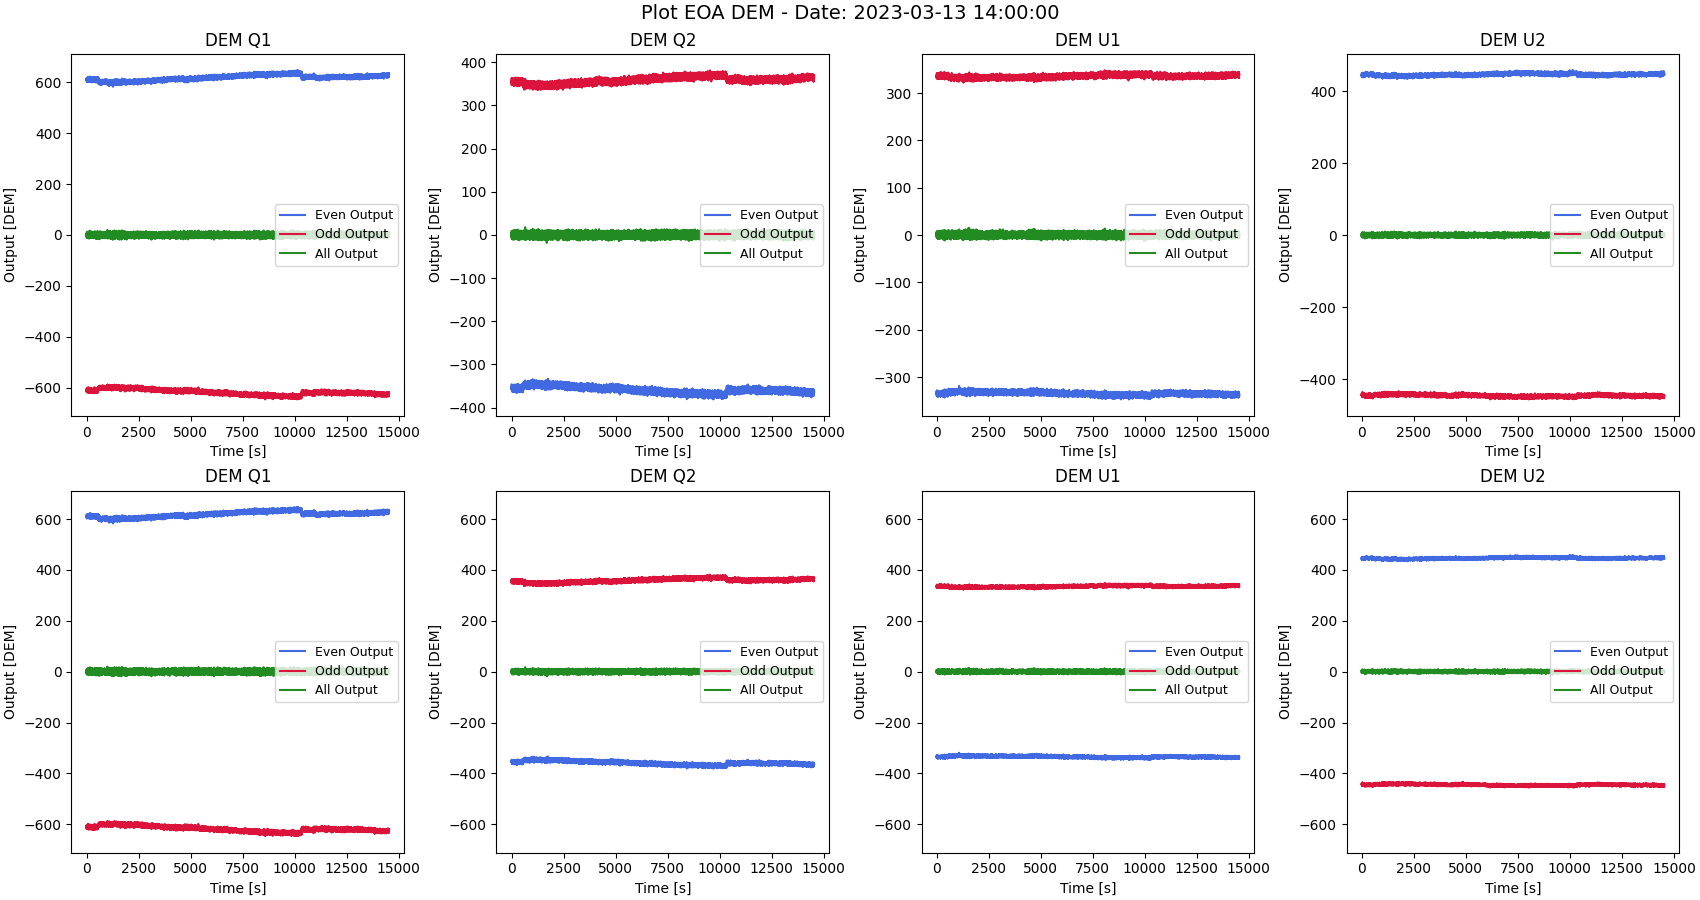 Plot EOA DEM - Date: 2023-03-13 14:00:00
DEM Q1
600
400
200
0
−200
−400
−600
Output [DEM]
Even Output
Odd Output
All Output
0 2500 5000 7500 10000 12500 15000
Time [s]
DEM Q2
400
300
200
100
0
−100
−200
−300
−400
Output [DEM]
Even Output
Odd Output
All Output
0 2500 5000 7500 10000 12500 15000
Time [s]
DEM U1
300
200
100
0
−100
−200
−300
Output [DEM]
Even Output
Odd Output
All Output
0 2500 5000 7500 10000 12500 15000
Time [s]
DEM U2
400
200
0
−200
−400
Output [DEM]
Even Output
Odd Output
All Output
0 2500 5000 7500 10000 12500 15000
Time [s]
DEM Q1
600
400
200
0
−200
−400
−600
Output [DEM]
Even Output
Odd Output
All Output
0 2500 5000 7500 10000 12500 15000
Time [s]
DEM Q2
600
400
200
0
−200
−400
−600
Output [DEM]
Even Output
Odd Output
All Output
0 2500 5000 7500 10000 12500 15000
Time [s]
DEM U1
600
400
200
0
−200
−400
−600
Output [DEM]
Even Output
Odd Output
All Output
0 2500 5000 7500 10000 12500 15000
Time [s]
DEM U2
600
400
200
0
−200
−400
−600
Output [DEM]
Even Output
Odd Output
All Output
0 2500 5000 7500 10000 12500 15000
Time [s]